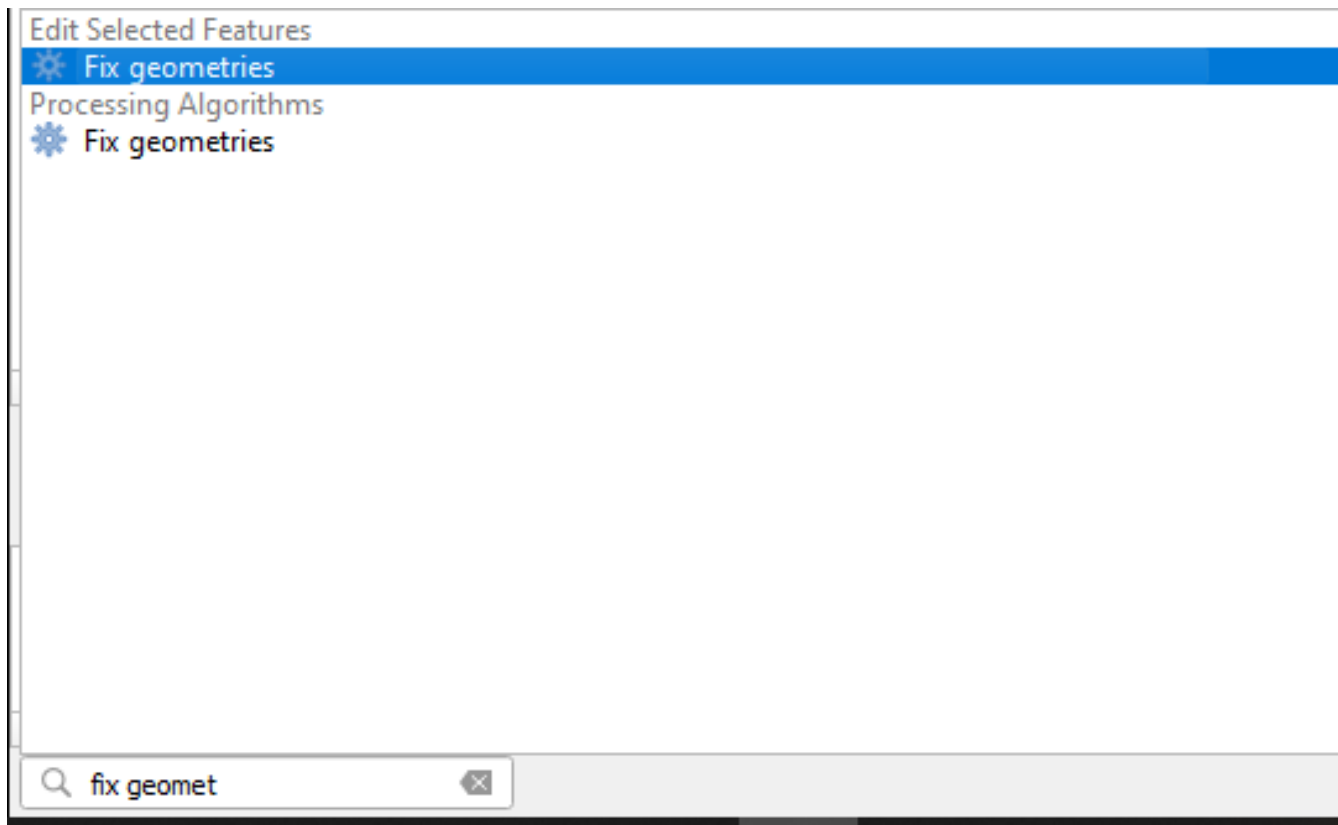 Edit Selected Features
Fix geometries
Processing Algorithms
Fix geometries
fix geomet